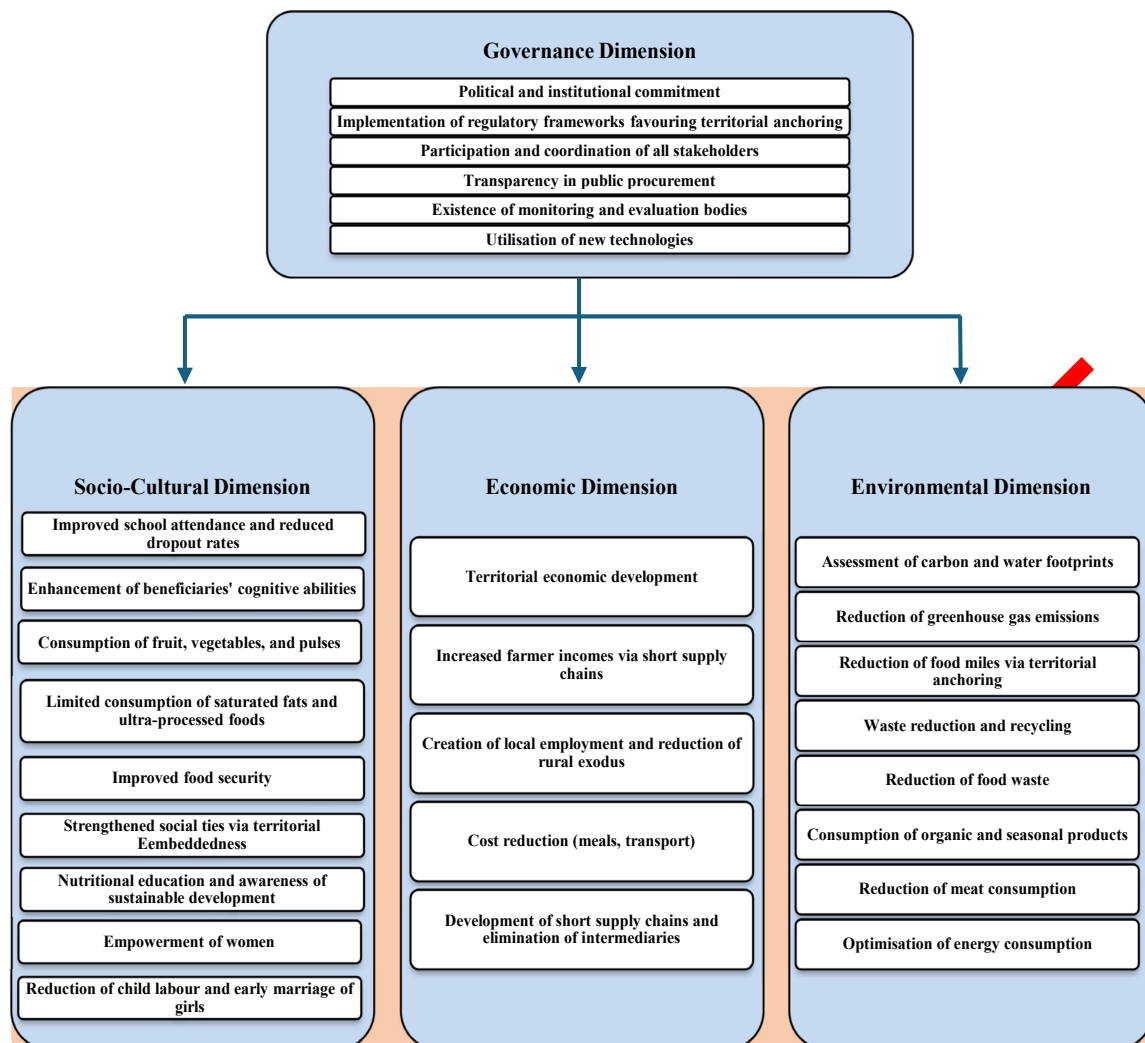 Governance Dimension
Political and institutional commitment
Implementation of regulatory frameworks favouring territorial anchoring
Participation and coordination of all stakeholders
Transparency in public procurement
Existence of monitoring and evaluation bodies
Utilisation of new technologies
Socio-Cultural Dimension
Improved school attendance and reduced
dropout rates
Enhancement of beneficiaries' cognitive abilities
Consumption of fruit, vegetables, and pulses
Limited consumption of saturated fats and
ultra-processed foods
Improved food security
Strengthened social ties via territorial
Eembeddedness
Nutritional education and awareness of
sustainable development
Empowerment of women
Reduction of child labour and early marriage of
girls
Economic Dimension
Territorial economic development
Increased farmer incomes via short supply
chains
Creation of local employment and reduction of
rural exodus
Cost reduction (meals, transport)
Development of short supply chains and
elimination of intermediaries
Environmental Dimension
Assessment of carbon and water footprints
Reduction of greenhouse gas emissions
Reduction of food miles via territorial
anchoring
Waste reduction and recycling
Reduction of food waste
Consumption of organic and seasonal products
Reduction of meat consumption
Optimisation of energy consumption